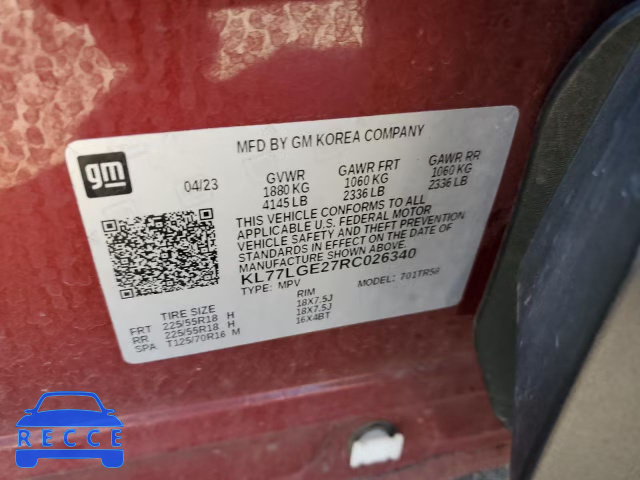 MFD BY GM KOREA COMPANY
gm
04/23
GVWR GAWR FRT GAWR RR
1880 KG 1060 KG 1060 KG
4145 LB 2336 LB 2336 LB
THIS VEHICLE CONFORMS TO ALL
APPLICABLE U.S. FEDERAL MOTOR
VEHICLE SAFETY AND THEFT PREVENTION
STANDARDS IN EFFECT ON THE DATE OF
MANUFACTURE SHOWN ABOVE.
KL77LGE27RC026340
TYPE: MPV MODEL: 701TR58
TIRE SIZE RIM
FRT 225/55R18 H 18X7.5J
RR 225/55R18 H 18X7.5J
SPA T125/70R16 M 16X4BT
RECCE